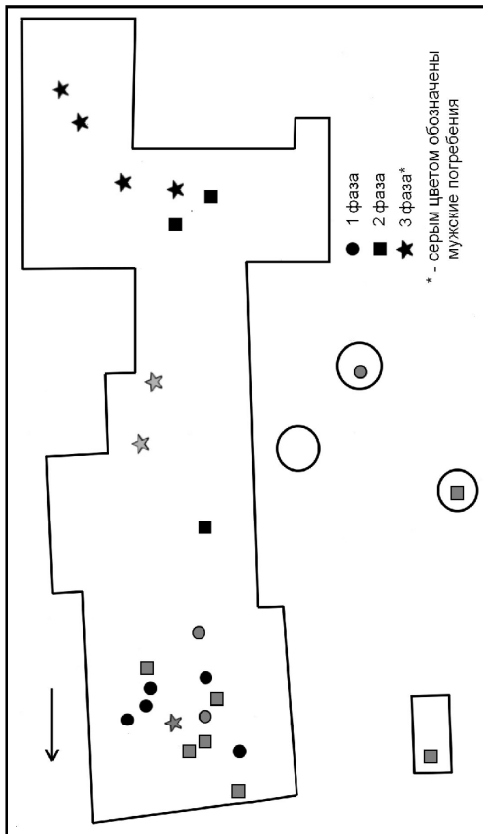 1 фаза
2 фаза
3 фаза*
* - серым цветом обозначены
мужские погребения